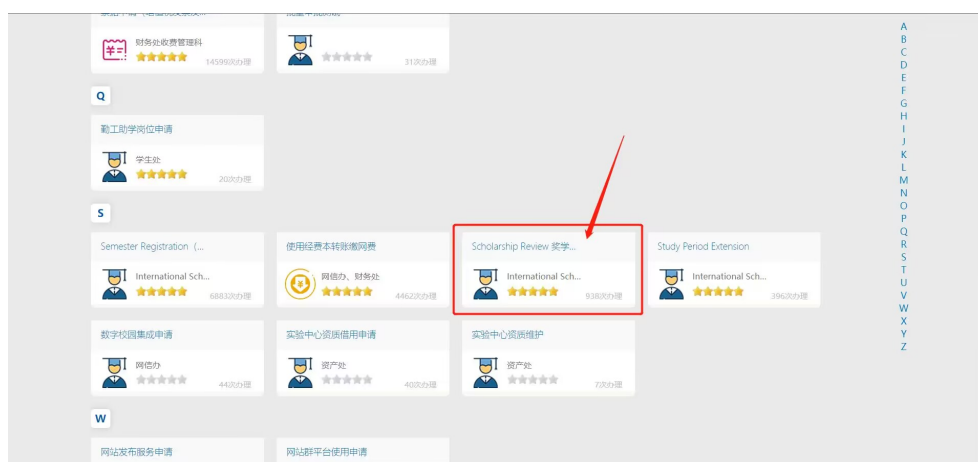 财务处收费管理科
14599次办理
31次办理
Q
勤工助学岗位申请
学生处
20次办理
S
Semester Registration（...
使用经费本转账缴网费
Scholarship Review 奖学...
Study Period Extension
International Sch...
网信办、财务处
International Sch...
International Sch...
6883次办理
4462次办理
938次办理
396次办理
数字校园集成申请
实验中心资质借用申请
实验中心资质维护
网信办
资产处
资产处
44次办理
40次办理
7次办理
W
网站发布服务申请
网站群平台使用申请
A
B
C
D
E
F
G
H
I
J
K
L
M
N
O
P
Q
R
S
T
U
V
W
X
Y
Z